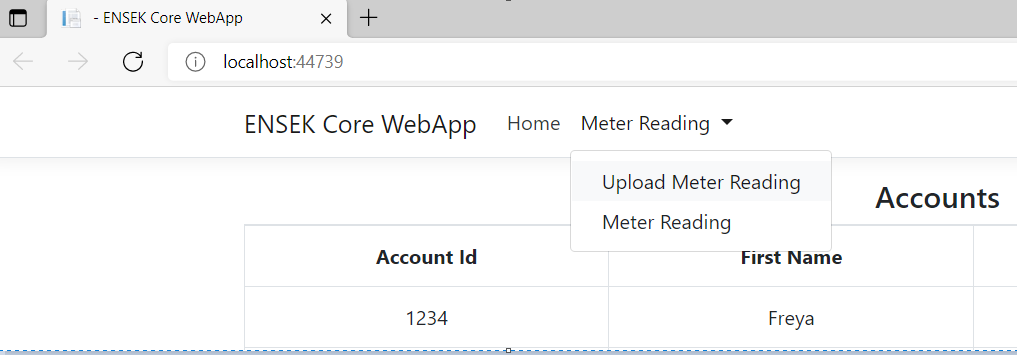 - ENSEK Core WebApp
localhost:44739
ENSEK Core WebApp Home Meter Reading
Upload Meter Reading
Accounts
Meter Reading
Account Id First Name
1234 Freya